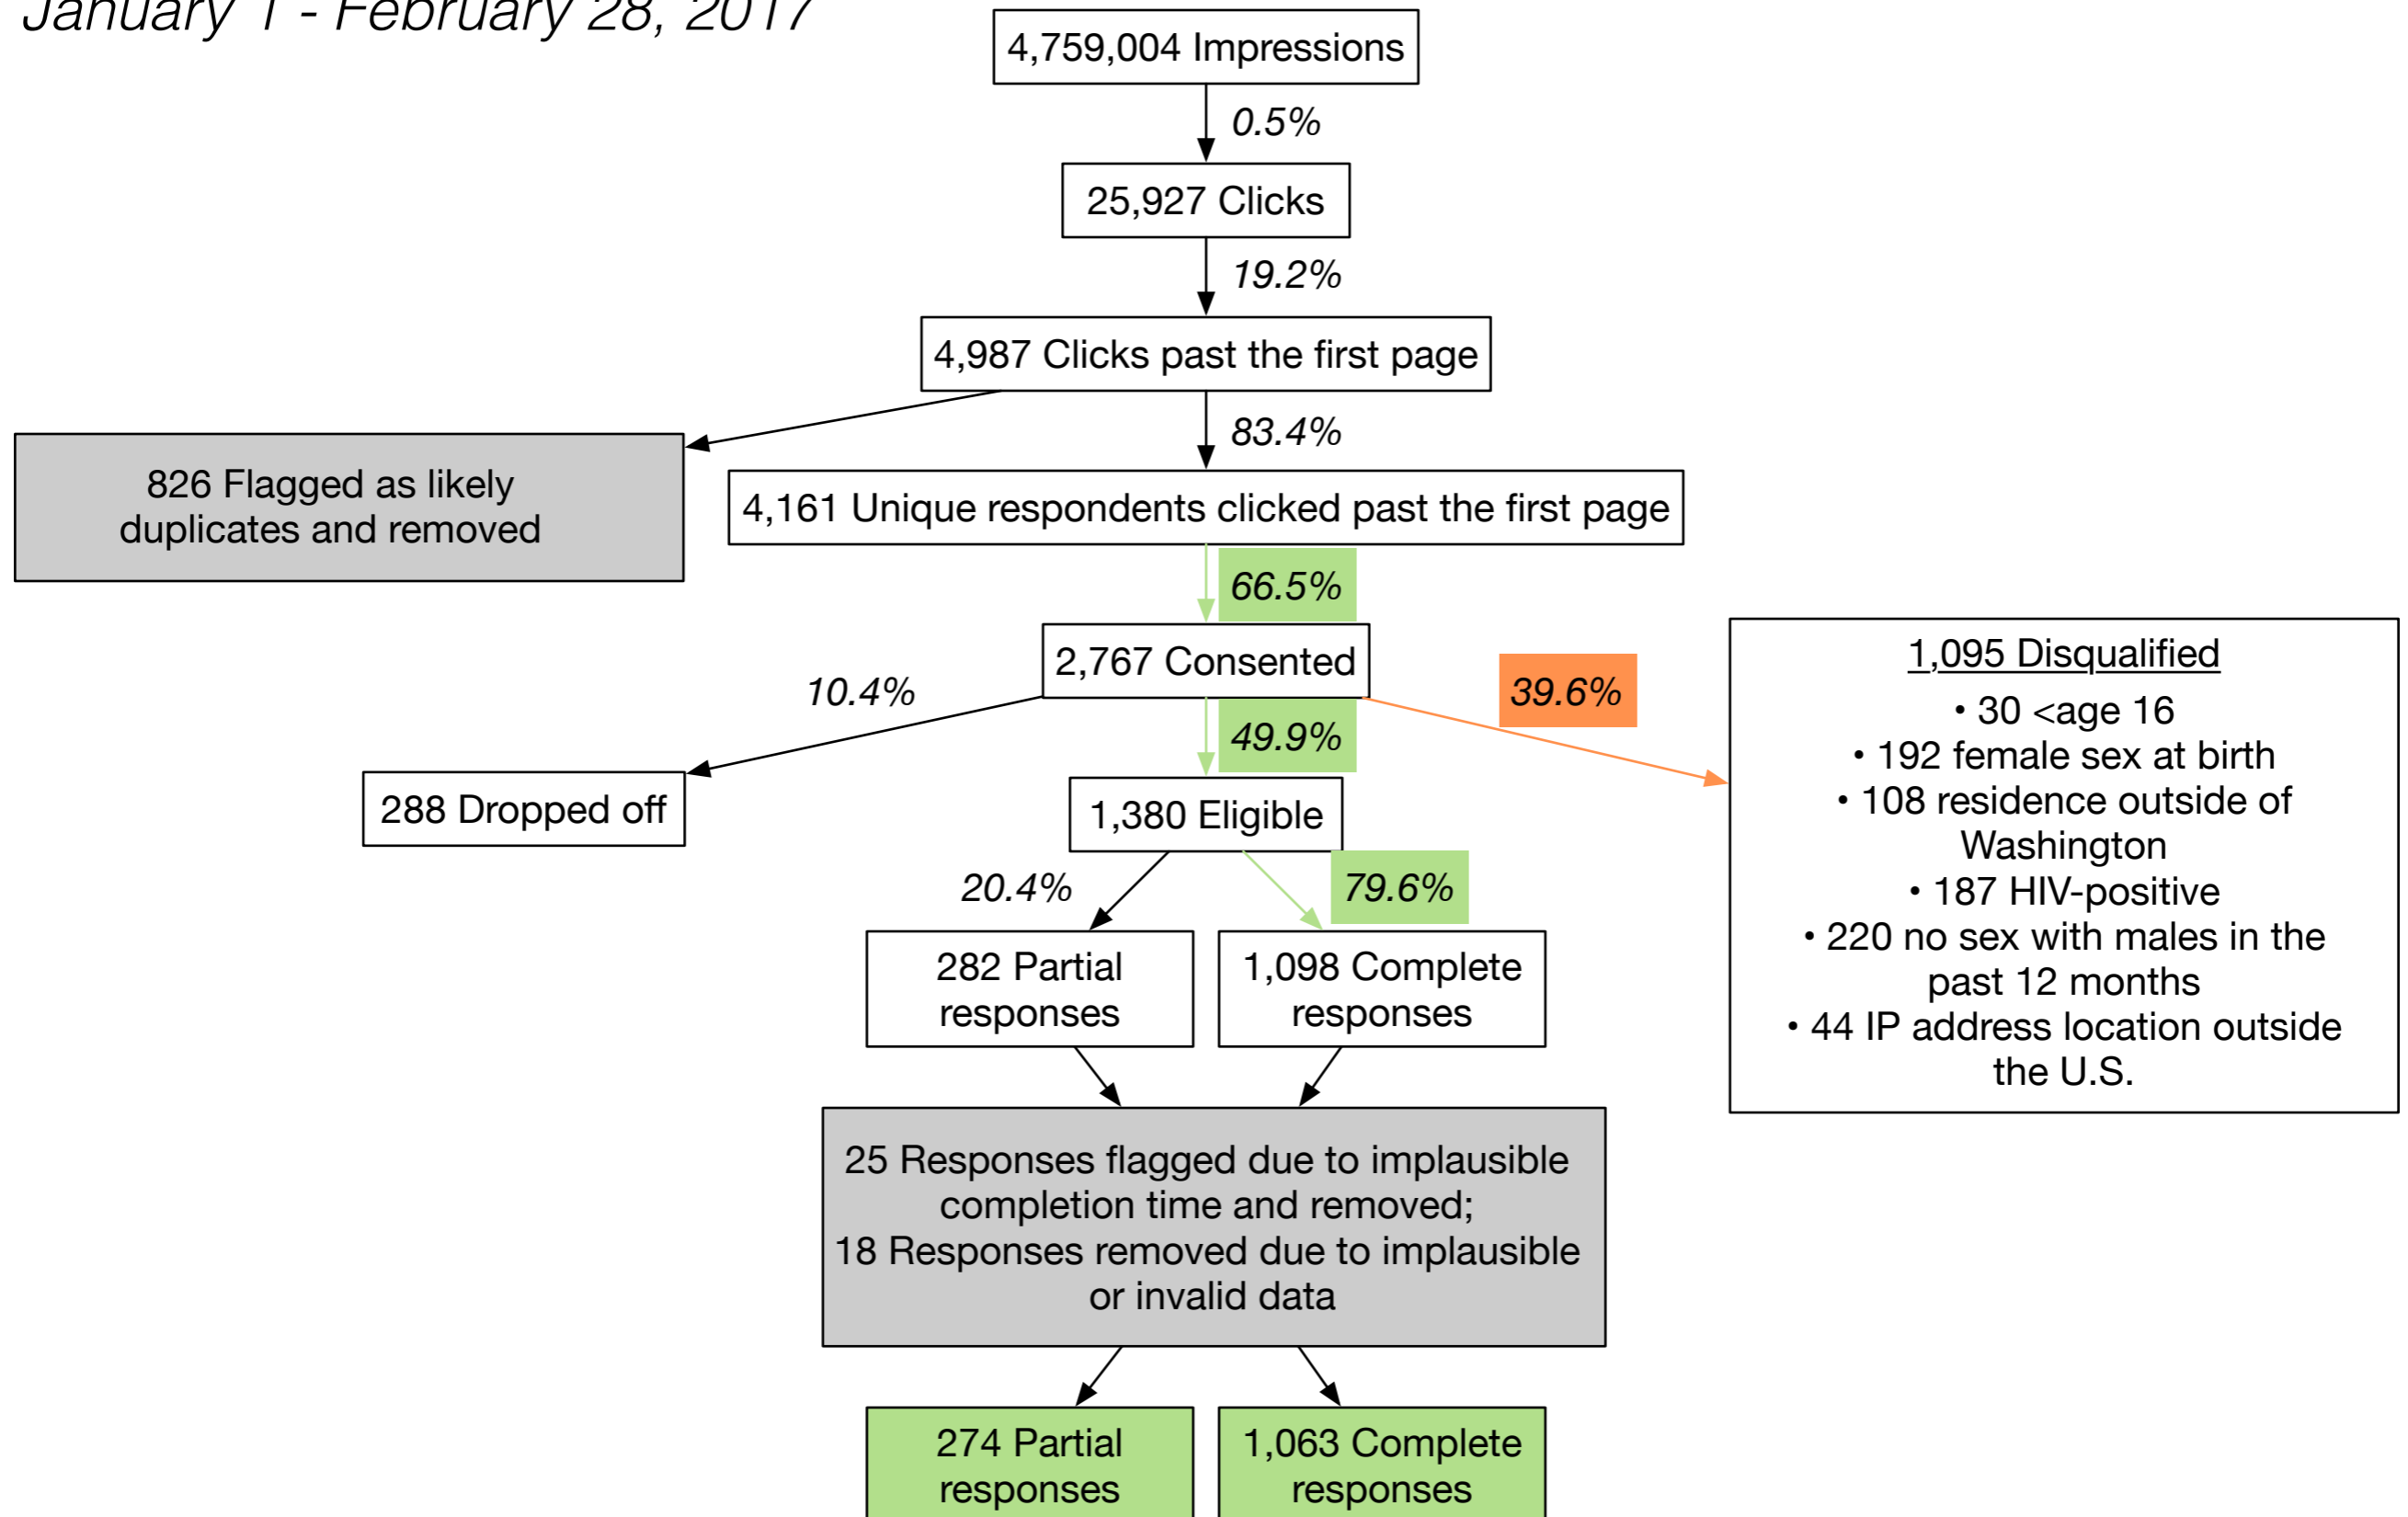 January 1 - February 28, 2017
4,759,004 Impressions
0.5%
25,927 Clicks
19.2%
4,987 Clicks past the first page
83.4%
826 Flagged as likely
duplicates and removed
4,161 Unique respondents clicked past the first page
66.5%
2,767 Consented
10.4%
49.9%
39.6%
288 Dropped off
1,380 Eligible
1,095 Disqualified
• 30 <age 16
• 192 female sex at birth
• 108 residence outside of
Washington
• 187 HIV-positive
• 220 no sex with males in the
past 12 months
• 44 IP address location outside
the U.S.
20.4%
79.6%
282 Partial
responses
1,098 Complete
responses
25 Responses flagged due to implausible
completion time and removed;
18 Responses removed due to implausible
or invalid data
274 Partial
responses
1,063 Complete
responses